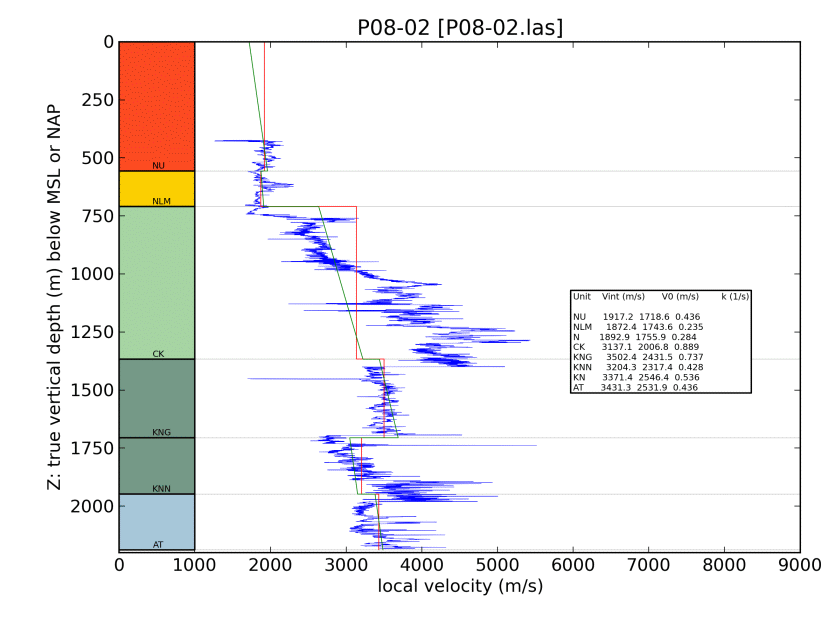 P08-02 [P08-02.las]
Z: true vertical depth (m) below MSL or NAP
0
250
500
750
1000
1250
1500
1750
2000
NU
NLM
CK
KNG
KNN
AT
Unit Vint (m/s) V0 (m/s) k (1/s)
NU 1917.2 1718.6 0.436
NLM 1872.4 1743.6 0.235
N 1892.9 1755.9 0.284
CK 3137.1 2006.8 0.889
KNG 3502.4 2431.5 0.737
KNN 3204.3 2317.4 0.428
KN 3371.4 2546.4 0.536
AT 3431.3 2531.9 0.436
0 1000 2000 3000 4000 5000 6000 7000 8000 9000
local velocity (m/s)